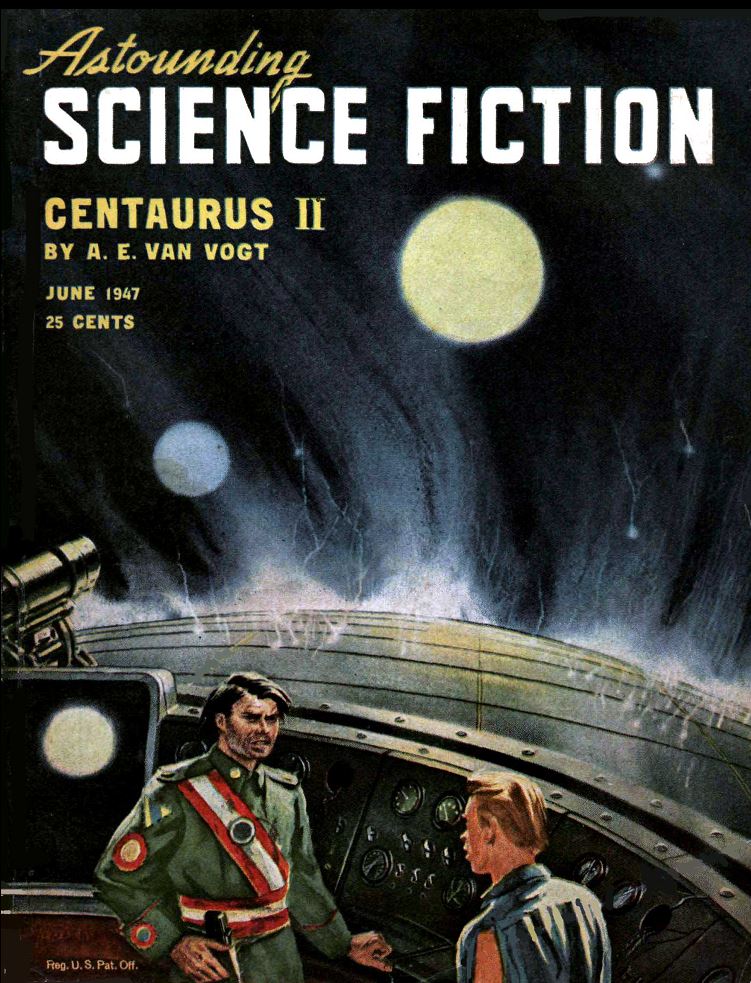 Astounding
SCIENCE FICTION
CENTAURUS II
BY A. E. VAN VOGT
JUNE 1947
25 CENTS
Reg. U. S. Pat. Off.